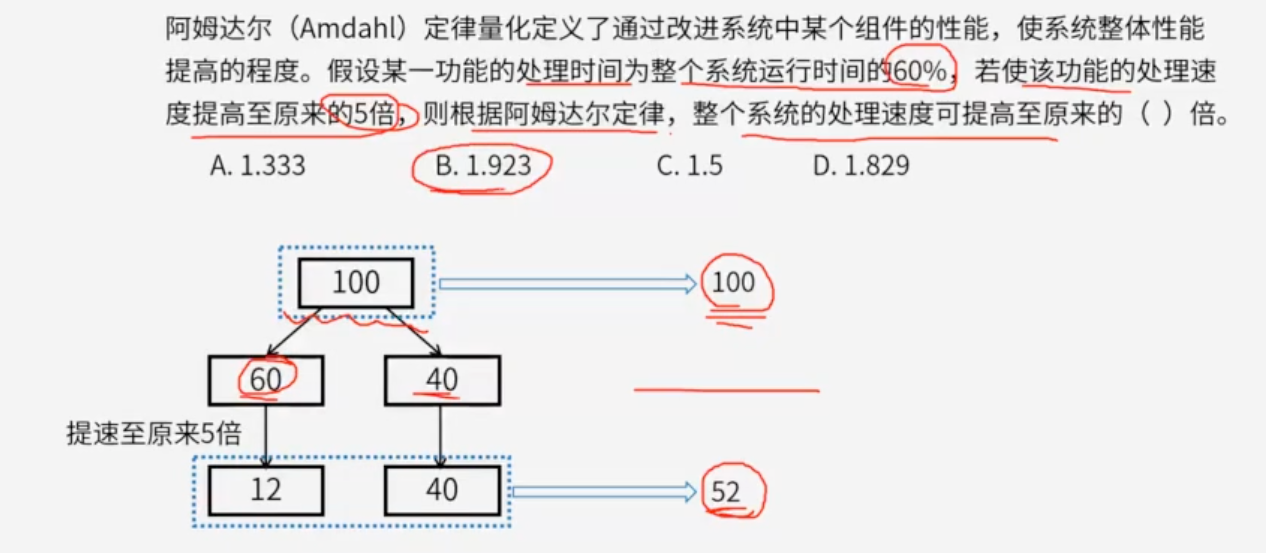 阿姆达尔（Amdahl）定律量化定义了通过改进系统中某个组件的性能，使系统整体性能
提高的程度。假设某一功能的处理时间为整个系统运行时间的60%，若使该功能的处理速
度提高至原来的5倍，则根据阿姆达尔定律，整个系统的处理速度可提高至原来的（ ）倍。
A. 1.333 B. 1.923 C. 1.5 D. 1.829
100 100
60 40
提速至原来5倍
12 40 52